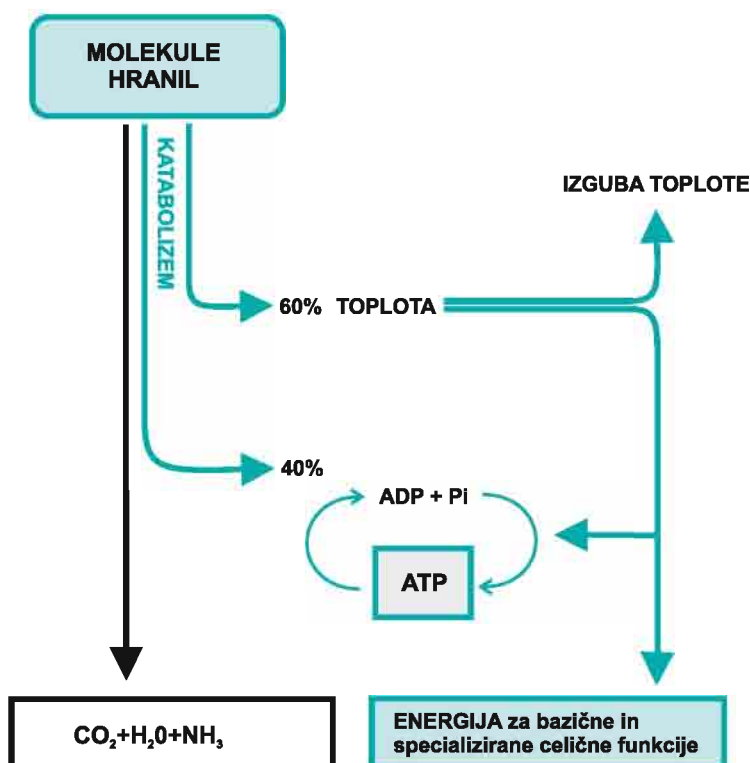 MOLEKULE
HRANIL
KATABOLIZEM
IZGUBA TOPLOTE
60% TOPLOTA
40%
ADP + Pi
ATP
CO₂+H₂0+NH₃
ENERGIJA za bazične in
specializirane celične funkcije